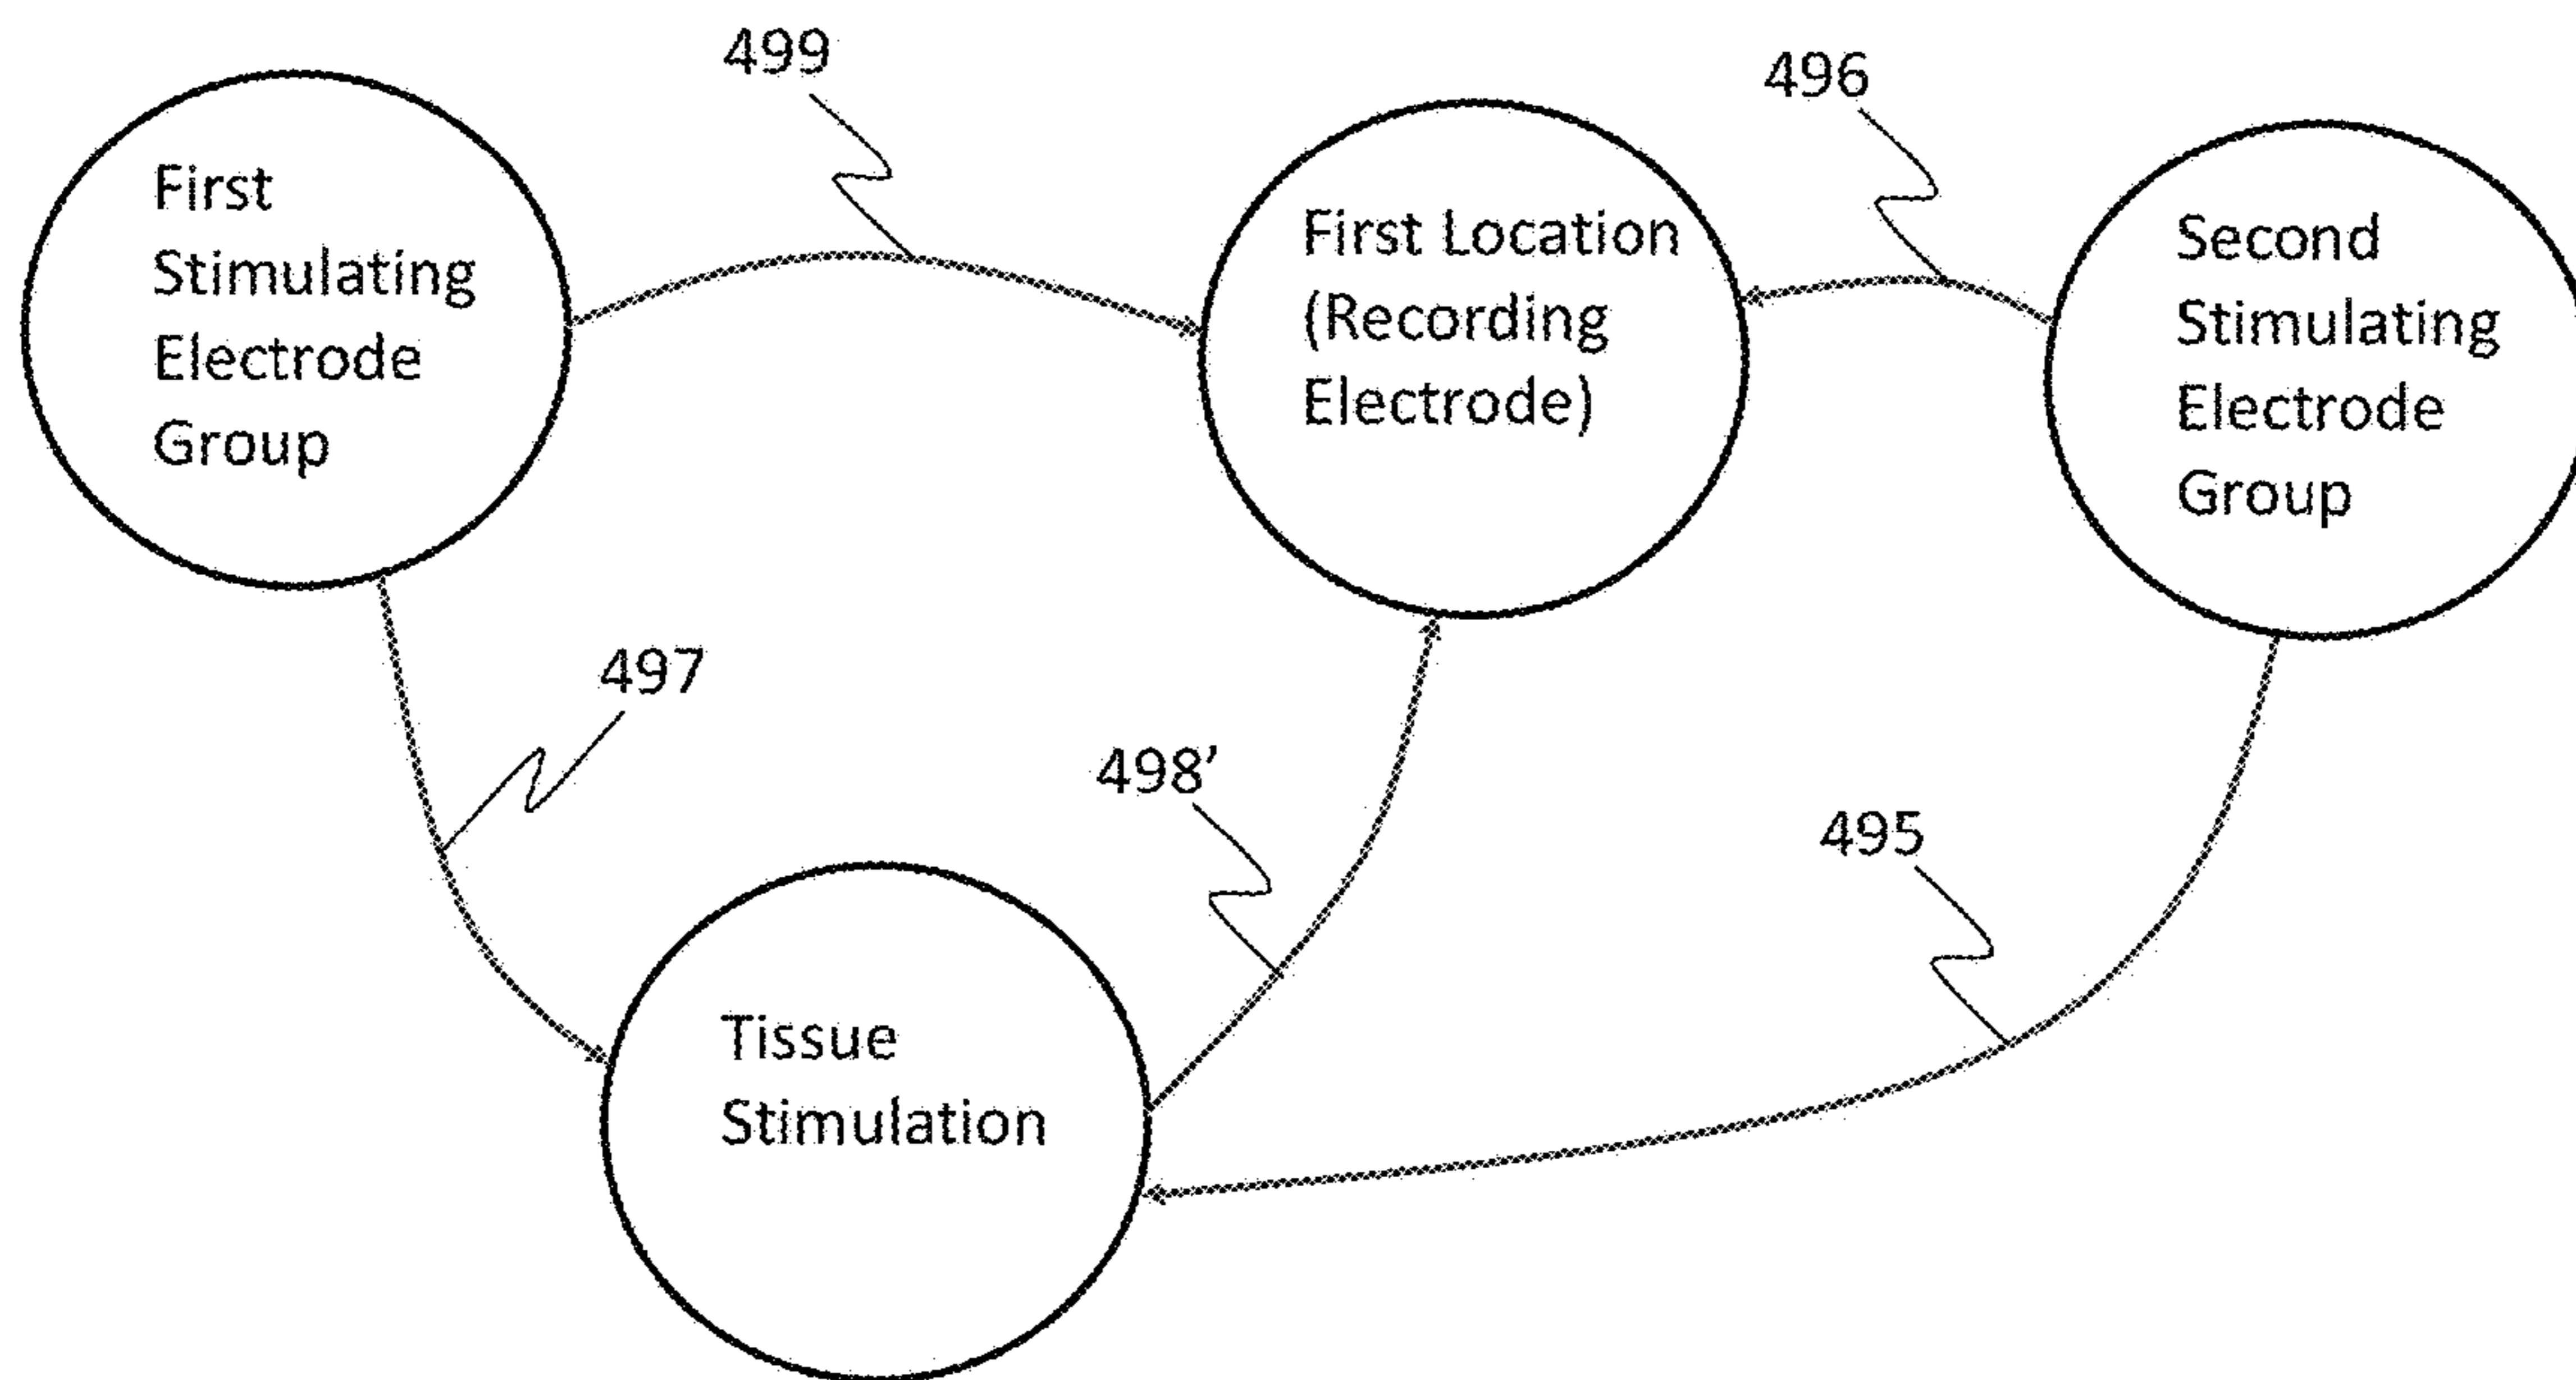 499
496
First
Stimulating
Electrode
Group
First Location
(Recording
Electrode)
Second
Stimulating
Electrode
Group
497
498’
495
Tissue
Stimulation